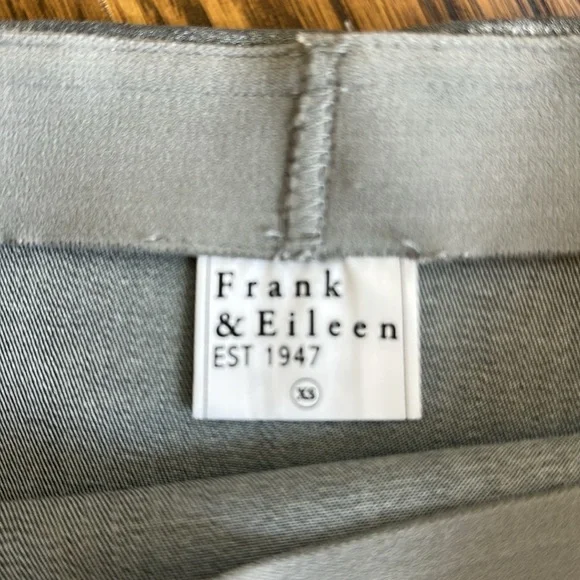 Frank
& Eileen
EST 1947
XS